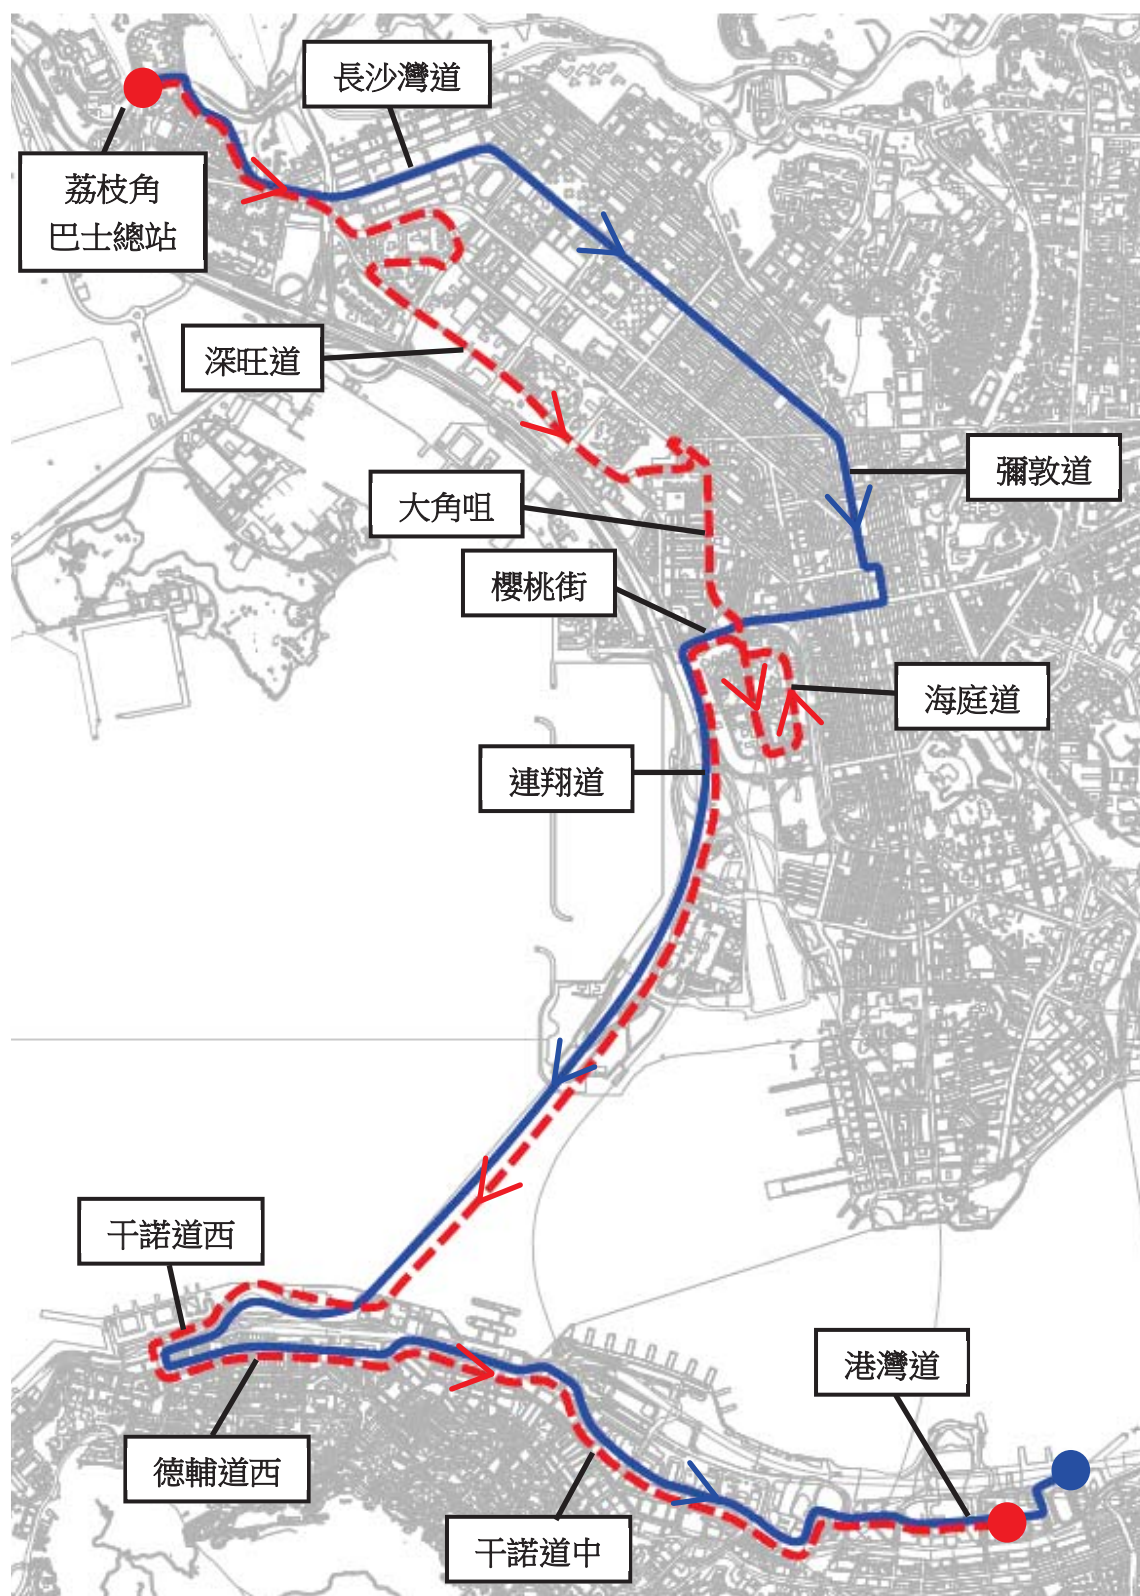 長沙灣道
荔枝角
巴士總站
深旺道
彌敦道
大角咀
櫻桃街
海庭道
連翔道
干諾道西
港灣道
德輔道西
干諾道中